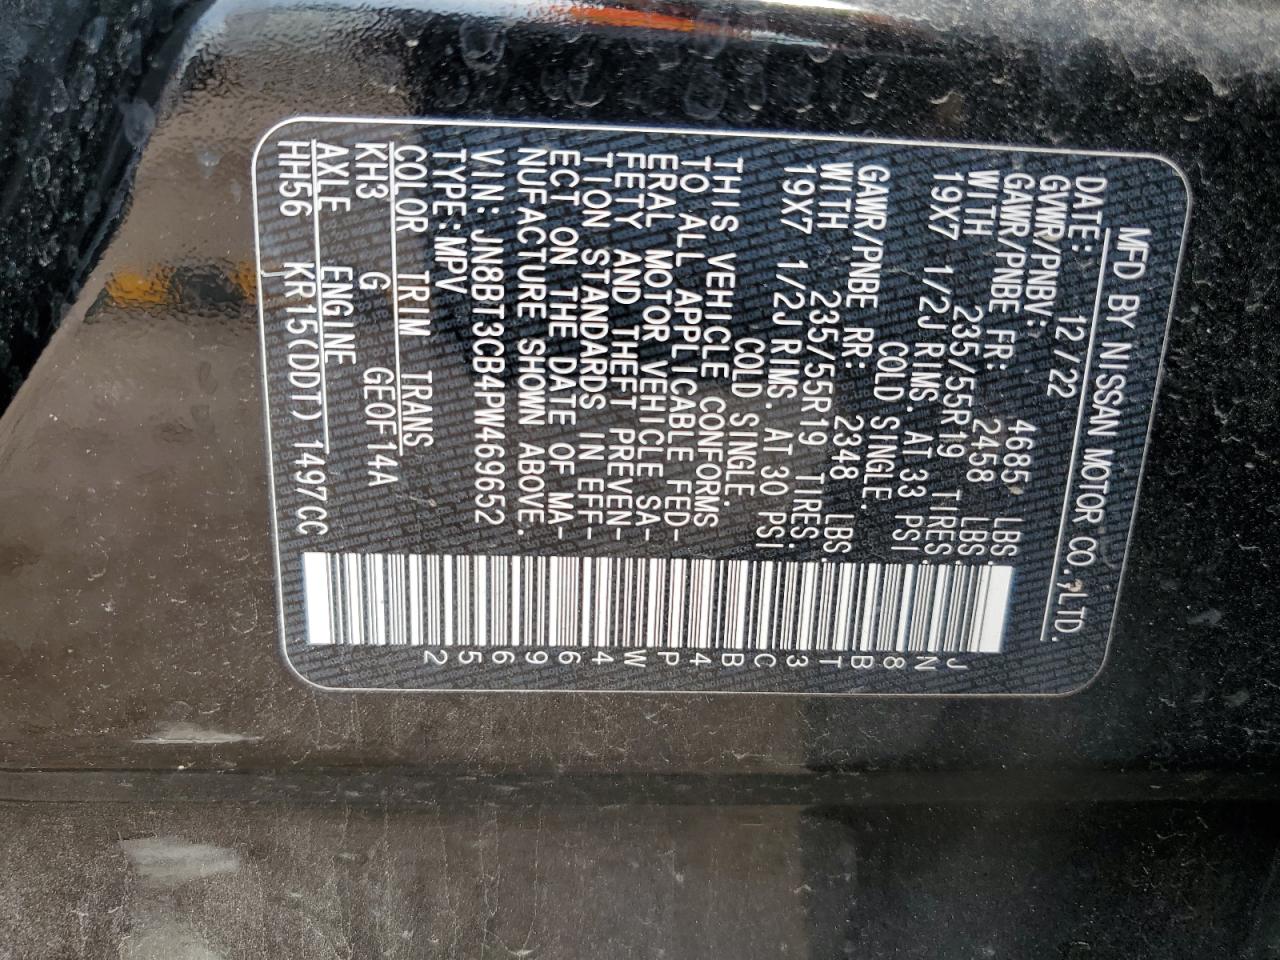 MFD BY NISSAN MOTOR CO.,LTD.
DATE: 12/22
GVWR/PNBV: 4685 LBS.
GAWR/PNBE FR: 2458 LBS.
WITH 235/55R19 TIRES.
19X7 1/2J RIMS. AT 33 PSI
COLD SINGLE.
GAWR/PNBE RR: 2348 LBS.
WITH 235/55R19 TIRES.
19X7 1/2J RIMS. AT 30 PSI
COLD SINGLE.
THIS VEHICLE CONFORMS
TO ALL APPLICABLE FED-
ERAL MOTOR VEHICLE SA-
FETY AND THEFT PREVEN-
TION STANDARDS IN EFF-
ECT ON THE DATE OF MA-
NUFACTURE SHOWN ABOVE.
VIN: JN8BT3CB4PW469652
TYPE:MPV
COLOR TRIM TRANS
KH3 G GE0F14A
AXLE ENGINE
HH56 KR15(DDT)1497CC
JN8BT3CB4PW469652